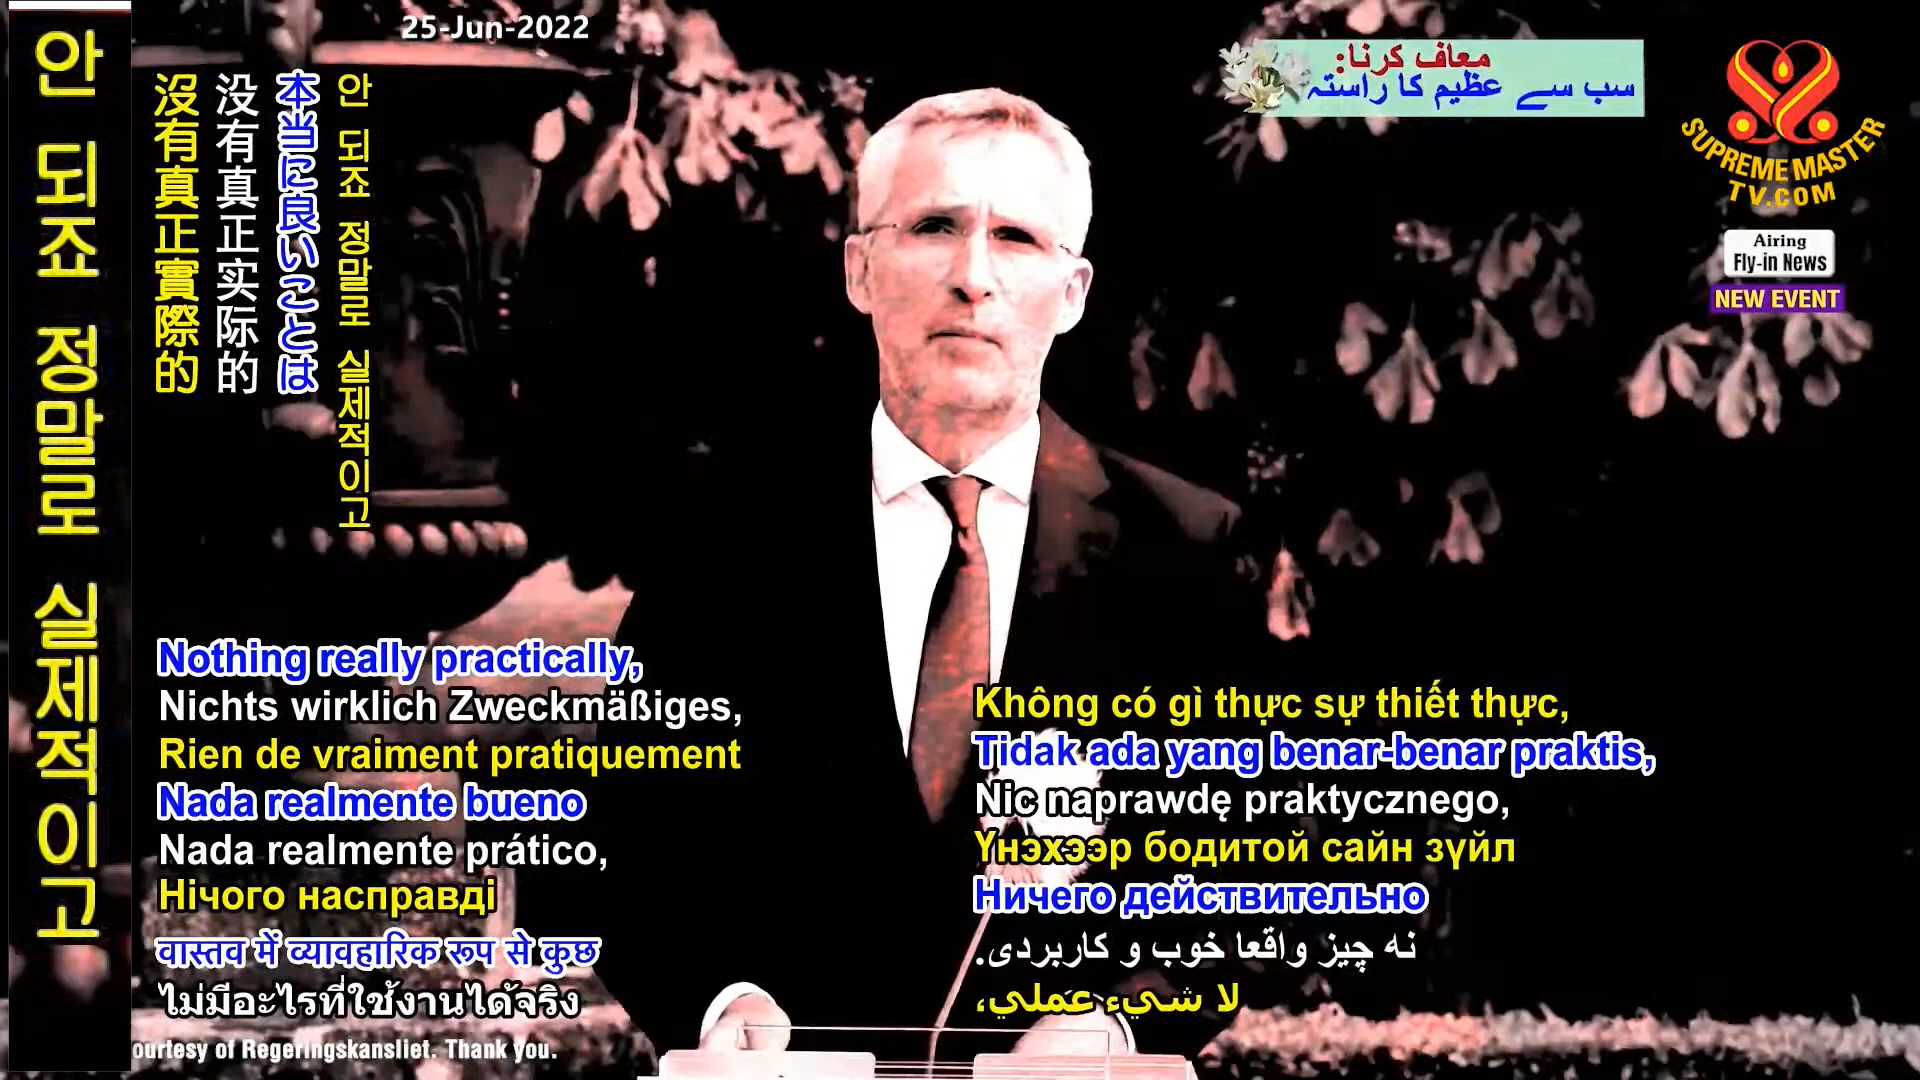 25-Jun-2022
안 되죠 정말로 실제적이고
沒有真正實際的
没有真正实际的
本当に良いことは
안 되죠 정말로 실제적이고
معاف کرنا:
سب سے عظیم کا راستہ
SUPREME MASTER
TV.COM
Airing
Fly-in News
NEW EVENT
Nothing really practically,
Nichts wirklich Zweckmäßiges,
Rien de vraiment pratiquement
Nada realmente bueno
Nada realmente prático,
Нічого насправді
वास्तव में व्यावहारिक रूप से कुछ
ไม่มีอะไรที่ใช้งานได้จริง
Không có gì thực sự thiết thực,
Tidak ada yang benar-benar praktis,
Nic naprawdę praktycznego,
Үнэхээр бодитой сайн зүйл
Ничего действительно
نه چیز واقعا خوب و کاربردی.
لا شيء عملي،
ourtesy of Regeringskansliet. Thank you.